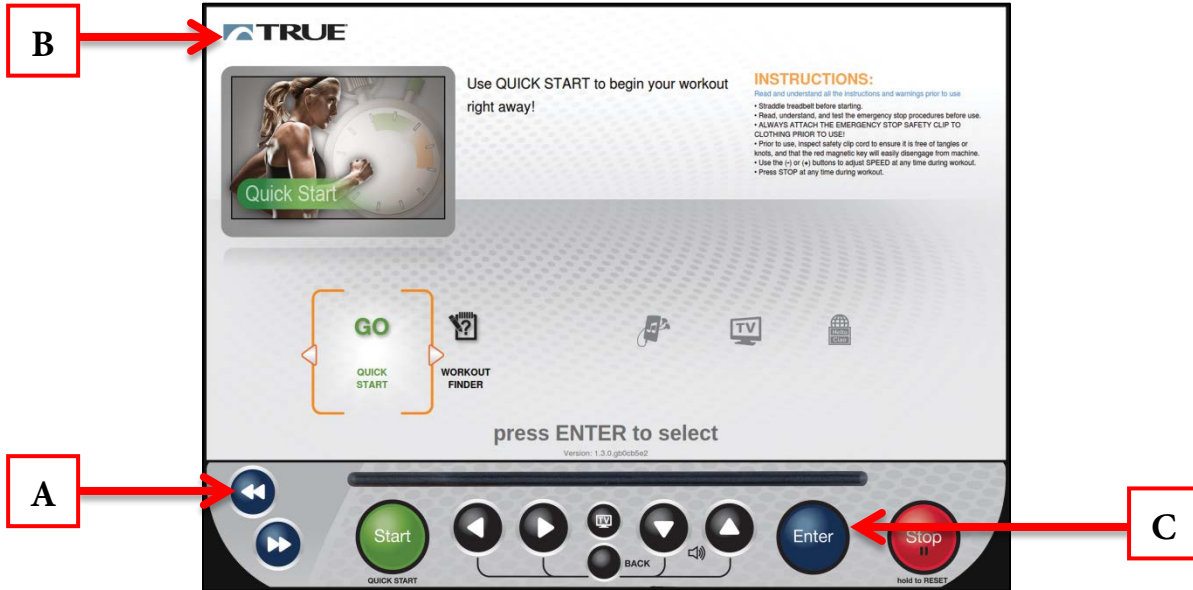 B
TRUE
Use QUICK START to begin your workout
right away!
INSTRUCTIONS:
Read and understand all the instructions and warnings prior to use
• Straddle treadbelt before starting.
• Read, understand, and test the emergency stop procedures before use.
• ALWAYS ATTACH THE EMERGENCY STOP SAFETY CLIP TO
CLOTHING PRIOR TO USE!
• Prior to use, inspect safety clip cord to ensure it is free of tangles or
knots, and that the red magnetic key will easily disengage from machine.
• Use the (-) or (+) buttons to adjust SPEED at any time during workout.
• Press STOP at any time during workout.
Quick Start
GO
QUICK
START
?
WORKOUT
FINDER
TV
Hello
Ciao
press ENTER to select
Version: 1.3.0.gb0cb5e2
A
Start
QUICK START
TV
BACK
Enter
Stop
hold to RESET
C